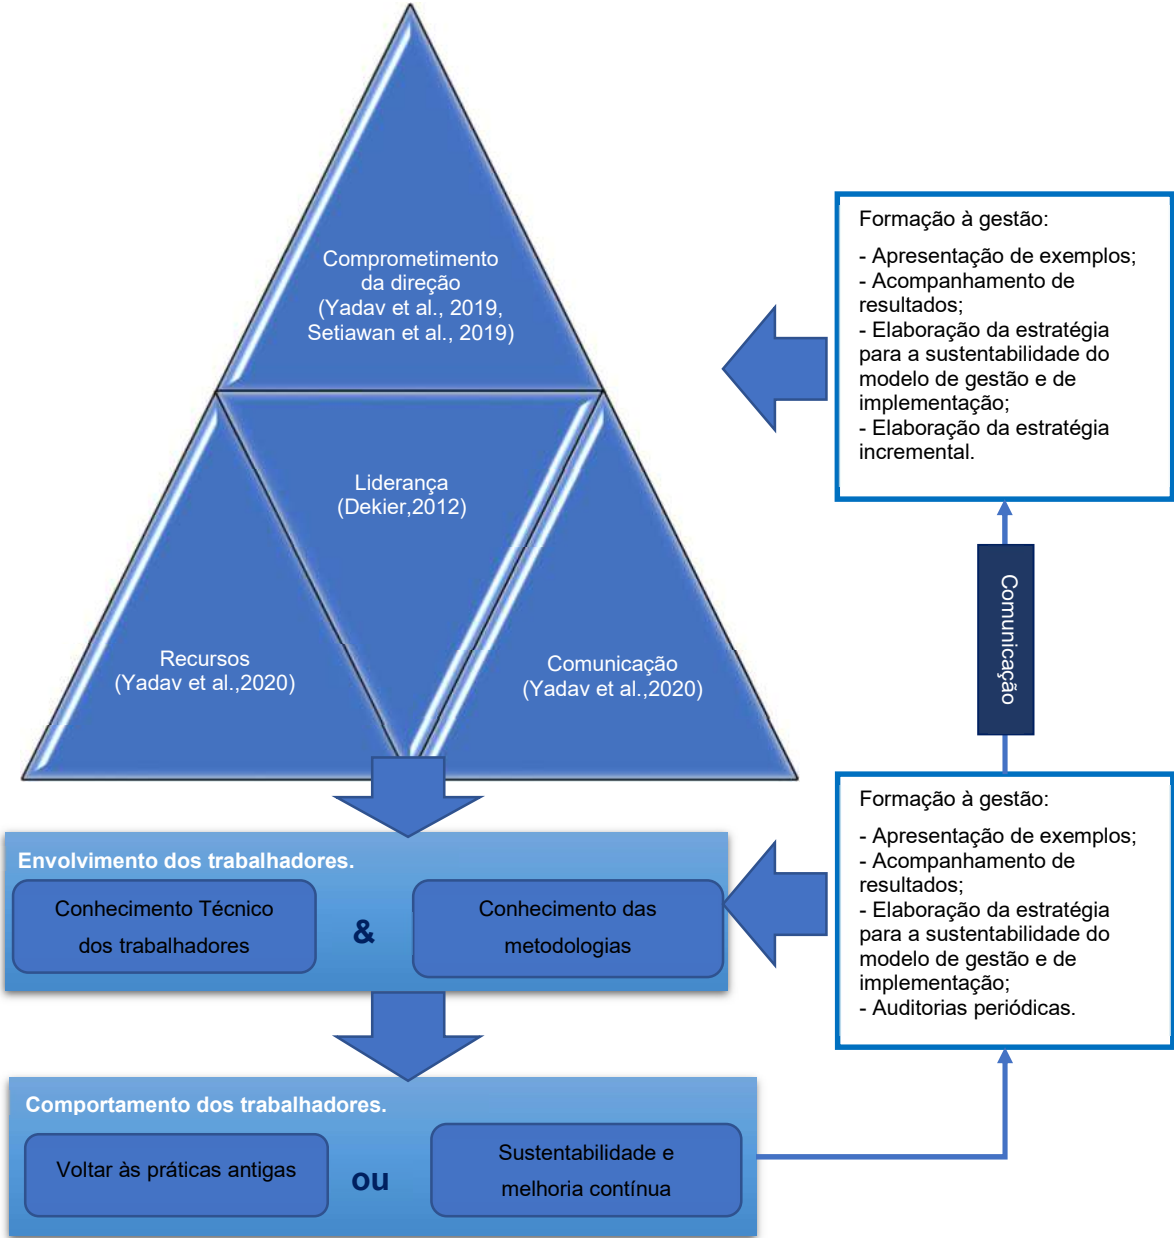 Comprometimento
da direção
(Yadav et al., 2019,
Setiawan et al., 2019)
Liderança
(Dekier,2012)
Recursos
(Yadav et al.,2020)
Comunicação
(Yadav et al.,2020)
Formação à gestão:
- Apresentação de exemplos;
- Acompanhamento de
resultados;
- Elaboração da estratégia
para a sustentabilidade do
modelo de gestão e de
implementação;
- Elaboração da estratégia
incremental.
Comunicação
Formação à gestão:
- Apresentação de exemplos;
- Acompanhamento de
resultados;
- Elaboração da estratégia
para a sustentabilidade do
modelo de gestão e de
implementação;
- Auditorias periódicas.
Envolvimento dos trabalhadores.
Conhecimento Técnico
dos trabalhadores
&
Conhecimento das
metodologias
Comportamento dos trabalhadores.
Voltar às práticas antigas
ou
Sustentabilidade e
melhoria contínua